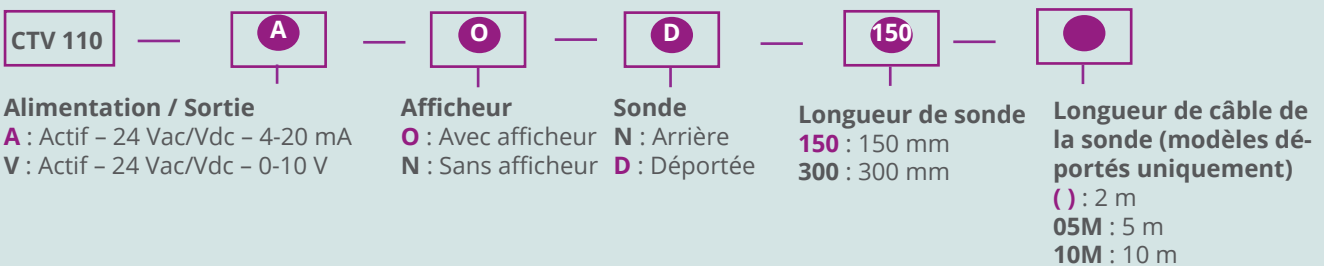 CTV 110 — A — O — D — 150 —
Alimentation / Sortie
A : Actif – 24 Vac/Vdc – 4-20 mA
V : Actif – 24 Vac/Vdc – 0-10 V
Afficheur
O : Avec afficheur
N : Sans afficheur
Sonde
N : Arrière
D : Déportée
Longueur de sonde
150 : 150 mm
300 : 300 mm
Longueur de câble de
la sonde (modèles dé-
portés uniquement)
( ) : 2 m
05M : 5 m
10M : 10 m